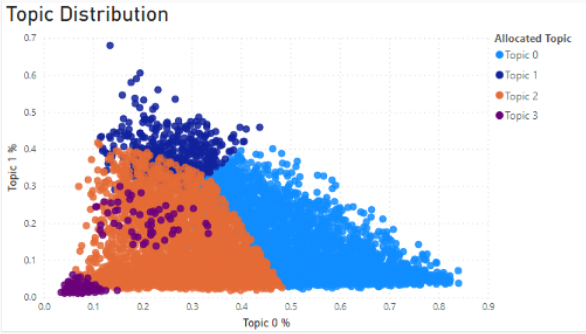 Topic Distribution
Allocated Topic
Topic 0
Topic 1
Topic 2
Topic 3
Topic 1 %
0.7
0.6
0.5
0.4
0.3
0.2
0.1
0.0
0.0 0.1 0.2 0.3 0.4 0.5 0.6 0.7 0.8 0.9
Topic 0 %